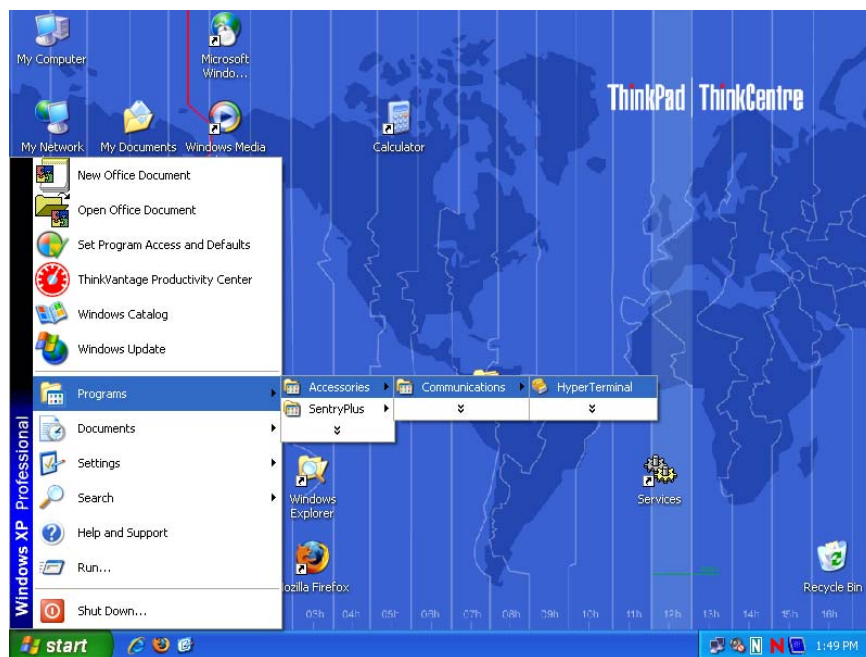 My Computer
Microsoft
Windo...
ThinkPad ThinkCentre
My Network
My Documents
Windows Media
Calculator
New Office Document
Open Office Document
Set Program Access and Defaults
ThinkVantage Productivity Center
Windows Catalog
Windows Update
Programs
Accessories
Communications
HyperTerminal
SentryPlus
Documents
Settings
Search
Help and Support
Run...
Shut Down...
Windows XP Professional
Windows
Explorer
Services
ozilla Firefox
Recycle Bin
03h 04h 05h 06h 07h 08h 09h 10h 11h 12h 13h 14h 15h 16h
start
N N
1:49 PM